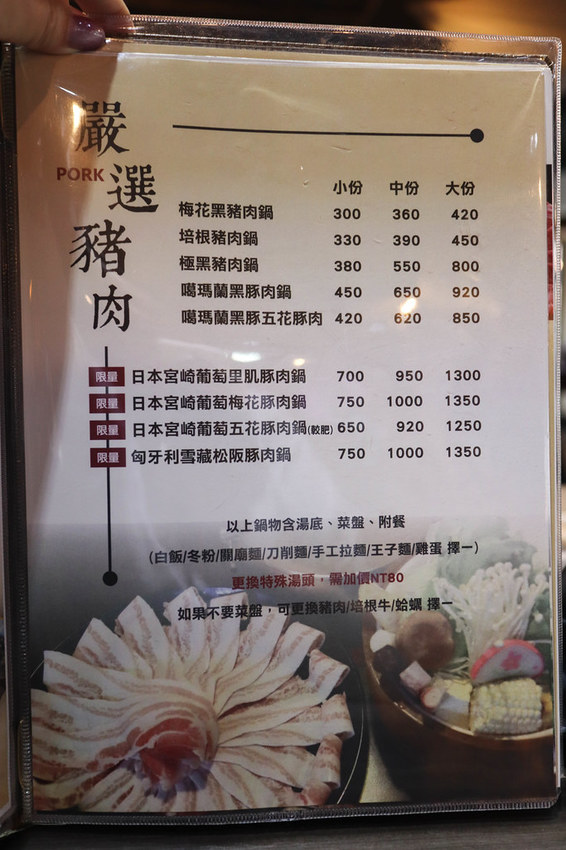 嚴選豬肉
PORK
小份 中份 大份
梅花黑豬肉鍋 300 360 420
培根豬肉鍋 330 390 450
極黑豬肉鍋 380 550 800
噶瑪蘭黑豚肉鍋 450 650 920
噶瑪蘭黑豚五花豚肉 420 620 850
限量 日本宮崎葡萄里肌豚肉鍋 700 950 1300
限量 日本宮崎葡萄梅花豚肉鍋 750 1000 1350
限量 日本宮崎葡萄五花豚肉鍋(較肥) 650 920 1250
限量 匈牙利雪藏松阪豚肉鍋 750 1000 1350
以上鍋物含湯底、菜盤、附餐
（白飯/冬粉/關廟麵/刀削麵/手工拉麵/王子麵/雞蛋 擇一）
更換特殊湯頭，需加價NT80
如果不要菜盤，可更換豬肉/培根牛/蛤蠣 擇一